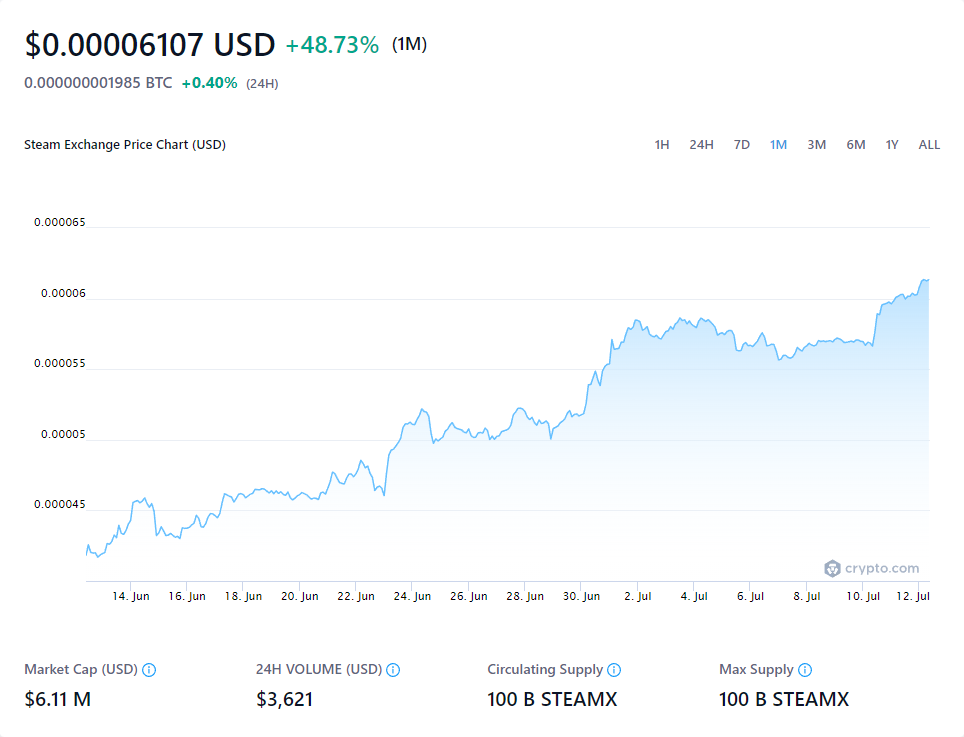 $0.00006107 USD +48.73% (1M)
0.000000001985 BTC +0.40% (24H)
Steam Exchange Price Chart (USD) 1H 24H 7D 1M 3M 6M 1Y ALL
0.000065
0.00006
0.000055
0.00005
0.000045
crypto.com
14. Jun 16. Jun 18. Jun 20. Jun 22. Jun 24. Jun 26. Jun 28. Jun 30. Jun 2. Jul 4. Jul 6. Jul 8. Jul 10. Jul 12. Jul
Market Cap (USD) 24H VOLUME (USD) Circulating Supply Max Supply
$6.11 M $3,621 100 B STEAMX 100 B STEAMX